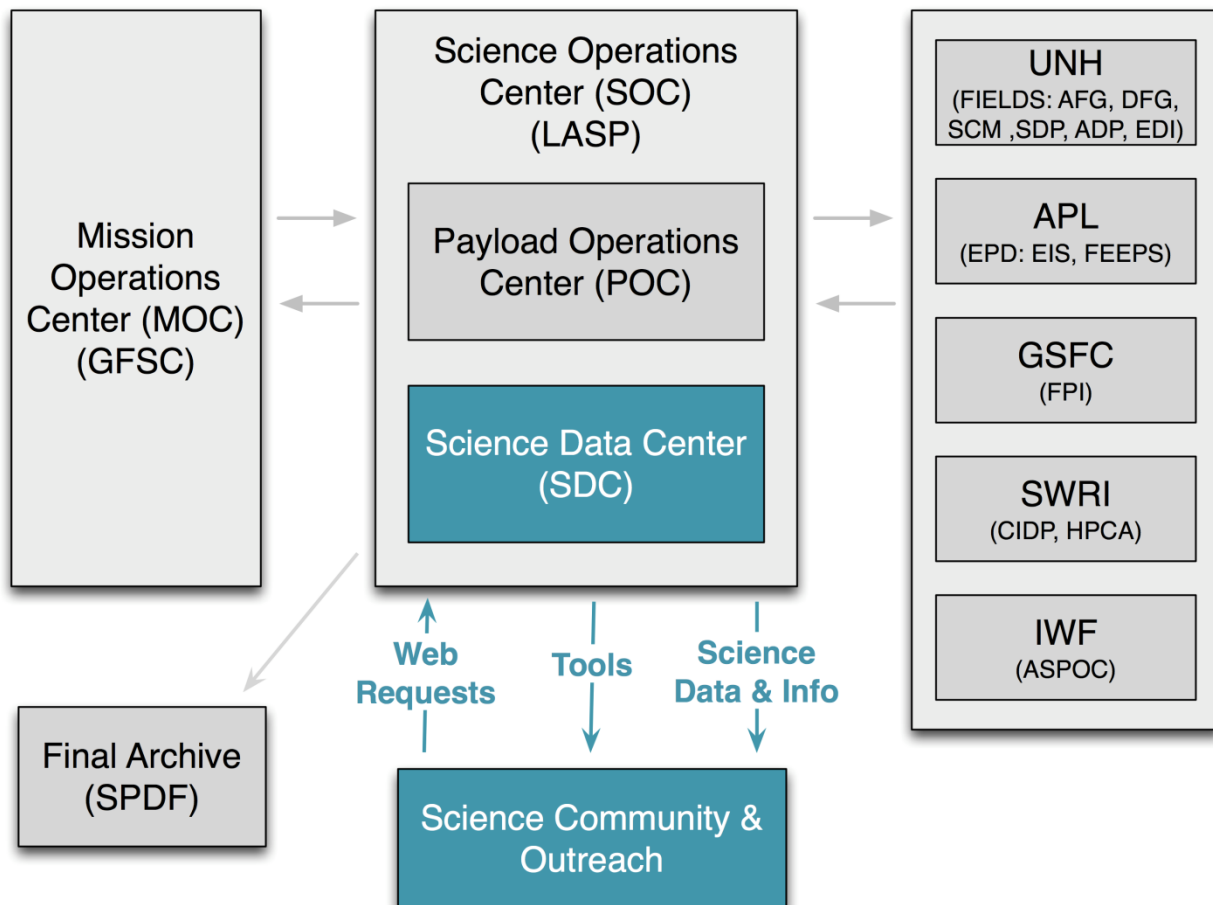 Mission
Operations
Center (MOC)
(GFSC)
Science Operations
Center (SOC)
(LASP)
Payload Operations
Center (POC)
Science Data Center
(SDC)
UNH
(FIELDS: AFG, DFG,
SCM ,SDP, ADP, EDI)
APL
(EPD: EIS, FEEPS)
GSFC
(FPI)
SWRI
(CIDP, HPCA)
IWF
(ASPOC)
Web
Requests
Tools
Science
Data & Info
Final Archive
(SPDF)
Science Community &
Outreach